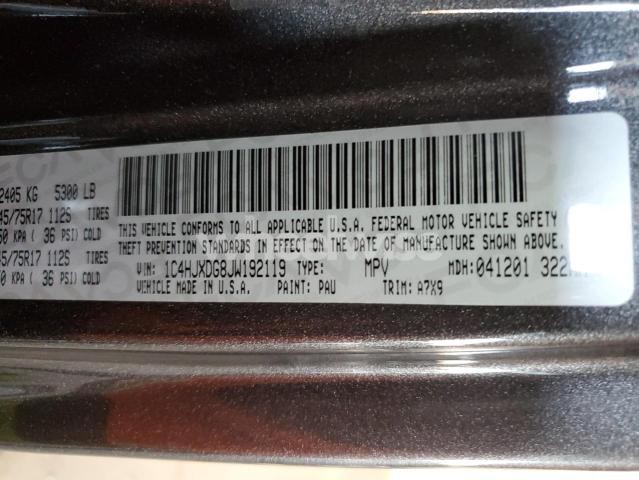 2405 KG 5300 LB
45/75R17 112S TIRES
50 KPA ( 36 PSI) COLD
45/75R17 112S TIRES
50 KPA ( 36 PSI) COLD
THIS VEHICLE CONFORMS TO ALL APPLICABLE U.S.A. FEDERAL MOTOR VEHICLE SAFETY
THEFT PREVENTION STANDARDS IN EFFECT ON THE DATE OF MANUFACTURE SHOWN ABOVE.
VIN: 1C4HJXDG8JW192119 TYPE: MPV MDH: 041201 322
VEHICLE MADE IN U.S.A. PAINT: PAU TRIM: A7X9